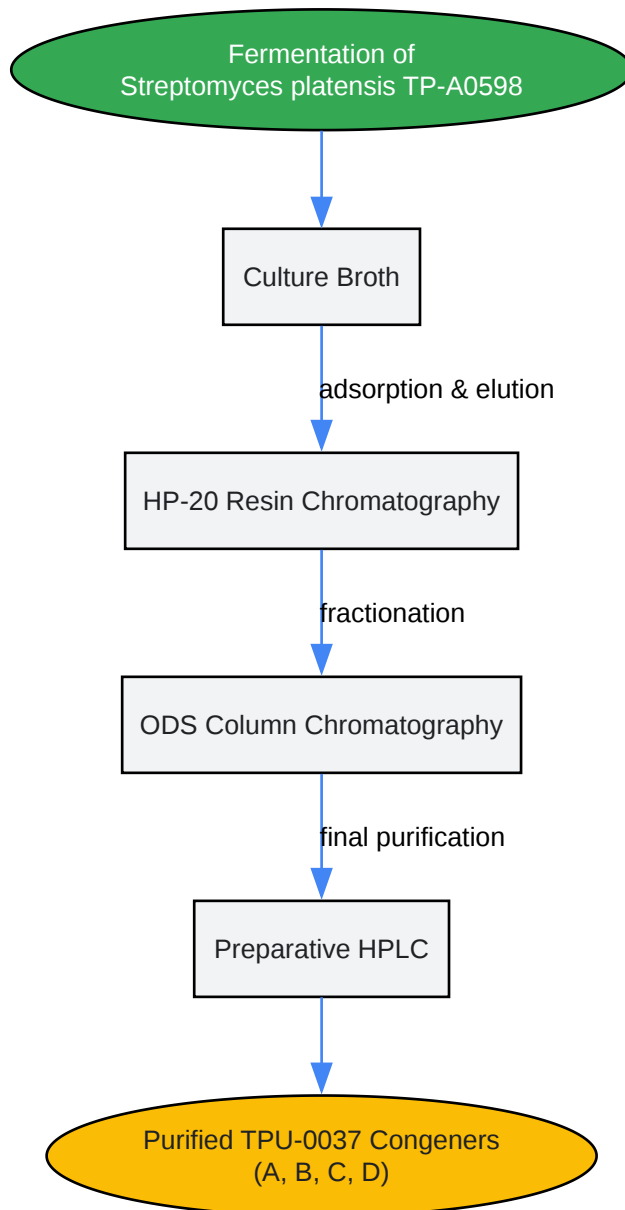 Fermentation of
Streptomyces platensis TP-A0598
Culture Broth
adsorption & elution
HP-20 Resin Chromatography
fractionation
ODS Column Chromatography
final purification
Preparative HPLC
Purified TPU-0037 Congeners
(A, B, C, D)